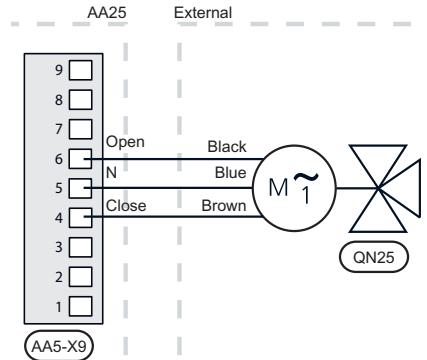 AA25 External
9
8
7
Open Black
6
N Blue
5
Close Brown
4
M ~ 1
3
2
1
QN25
AA5-X9